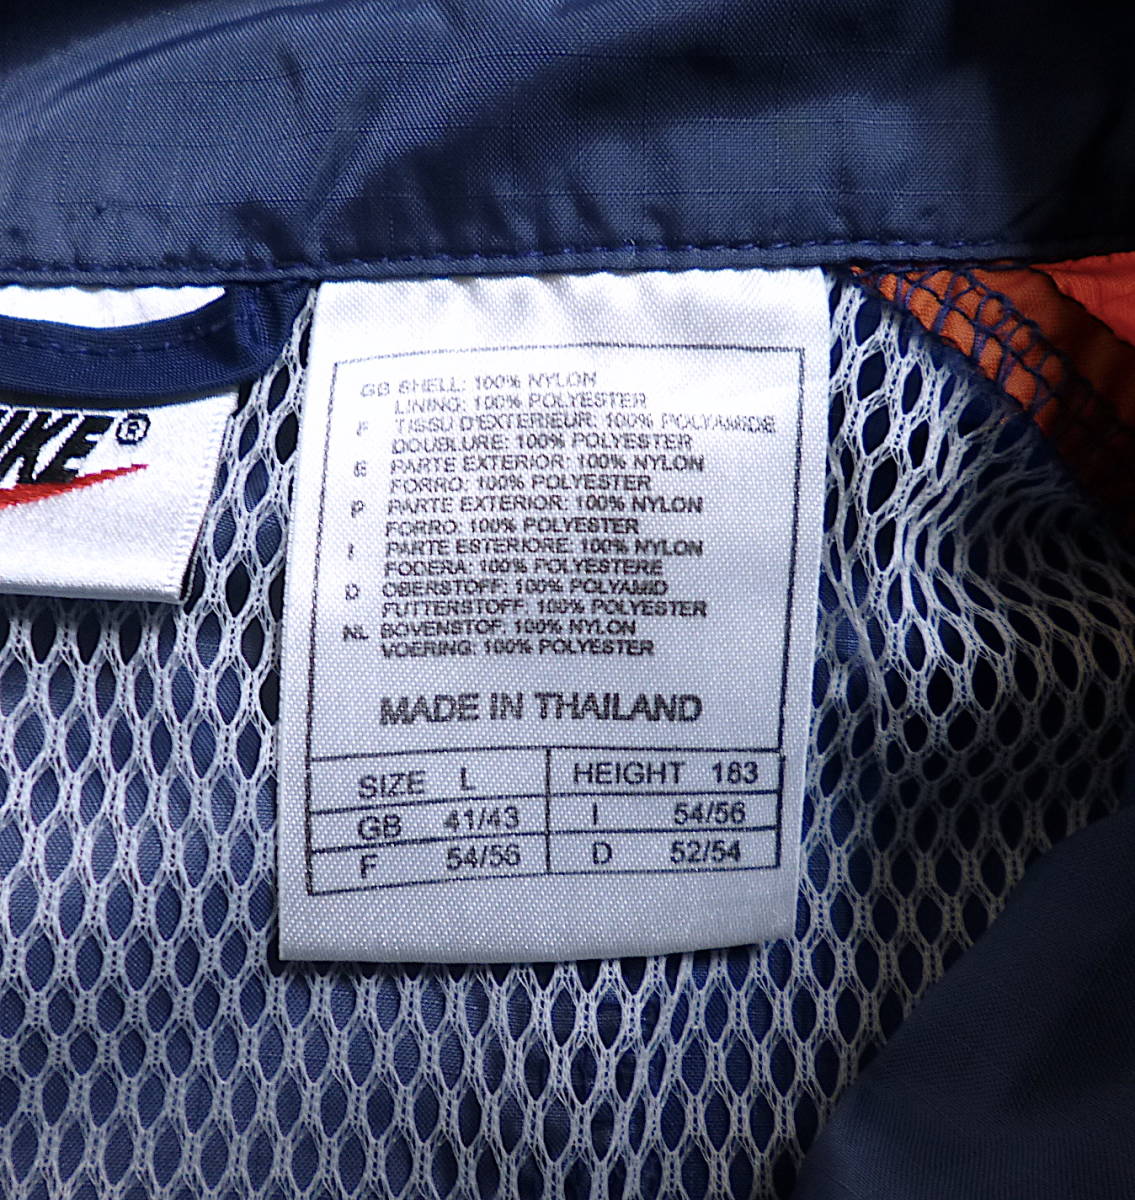 GB SHELL: 100% NYLON
LINING: 100% POLYESTER
F TISSU D'EXTERIEUR: 100% POLYAMIDE
DOUBLURE: 100% POLYESTER
E PARTE EXTERIOR: 100% NYLON
FORRO: 100% POLYESTER
P PARTE EXTERIOR: 100% NYLON
FORRO: 100% POLYESTER
I PARTE ESTERIORE: 100% NYLON
FODERA: 100% POLYESTERE
D OBERSTOFF: 100% POLYAMID
FUTTERSTOFF: 100% POLYESTER
NL BOVENSTOF: 100% NYLON
VOERING: 100% POLYESTER
MADE IN THAILAND
SIZE L HEIGHT 183
GB 41/43 I 54/56
F 54/56 D 52/54
IKE®